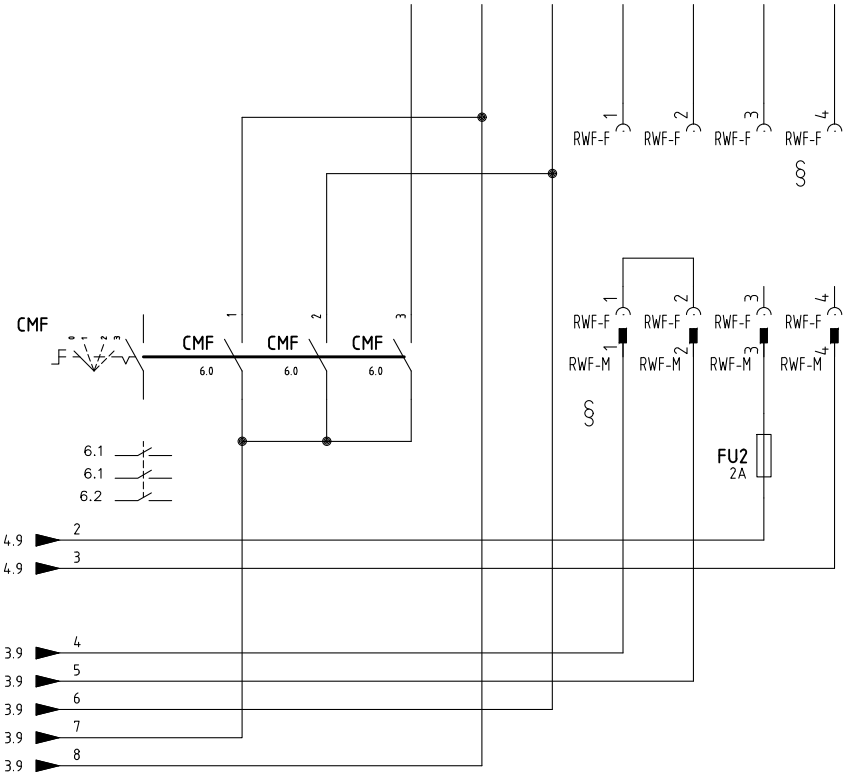 1 2 3 4
RWF-F RWF-F RWF-F RWF-F
§
1 2 3 4
1 2 3
CMF
RWF-F RWF-F RWF-F RWF-F
0 1 2 3
CMF CMF CMF
6.0 6.0 6.0
1 2 3 4
RWF-M RWF-M RWF-M RWF-M
§
6.1
FU2
6.1
2A
6.2
4.9 2
4.9 3
3.9 4
3.9 5
3.9 6
3.9 7
3.9 8